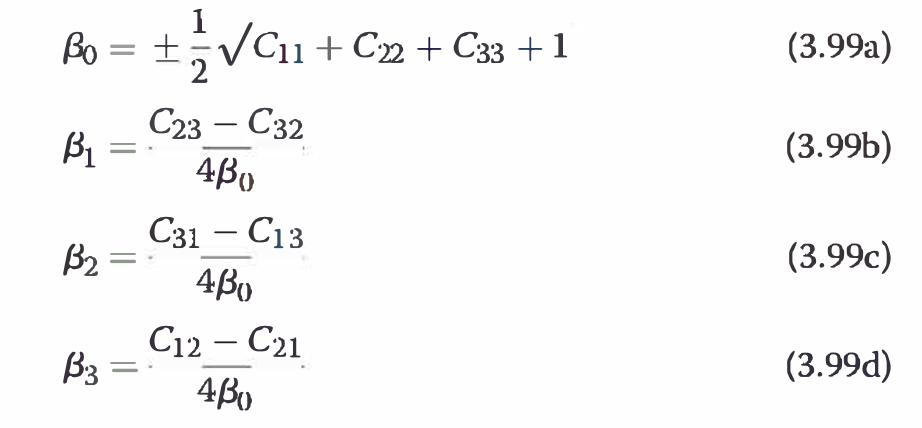 β₀ = ± 1/2 √C₁₁ + C₂₂ + C₃₃ + 1 (3.99a)
β₁ = C₂₃ − C₃₂ / 4β₀ (3.99b)
β₂ = C₃₁ − C₁₃ / 4β₀ (3.99c)
β₃ = C₁₂ − C₂₁ / 4β₀ (3.99d)